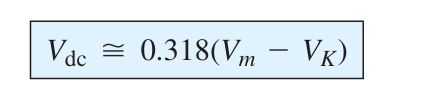 V_dc ≅ 0.318(V_m − V_K)